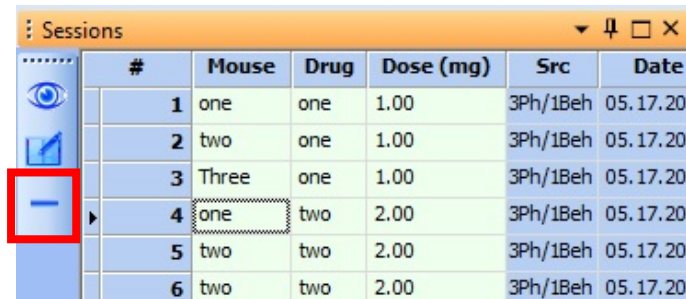 Sessions
# Mouse Drug Dose (mg) Src Date
1 one one 1.00 3Ph/1Beh 05.17.20
2 two one 1.00 3Ph/1Beh 05.17.20
3 Three one 1.00 3Ph/1Beh 05.17.20
4 one two 2.00 3Ph/1Beh 05.17.20
5 two two 2.00 3Ph/1Beh 05.17.20
6 two two 2.00 3Ph/1Beh 05.17.20